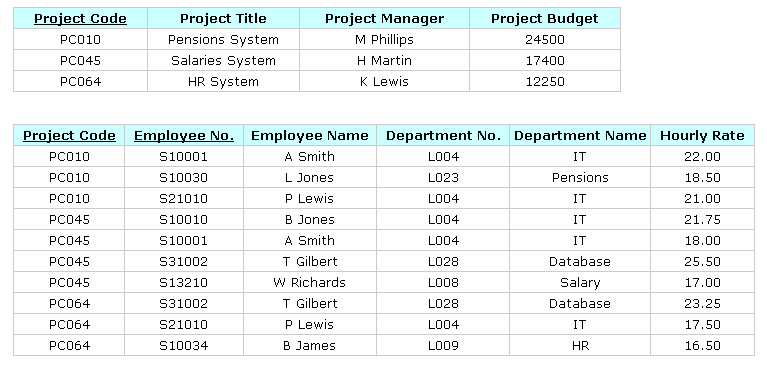 Project Code Project Title Project Manager Project Budget
PC010 Pensions System M Phillips 24500
PC045 Salaries System H Martin 17400
PC064 HR System K Lewis 12250
Project Code Employee No. Employee Name Department No. Department Name Hourly Rate
PC010 S10001 A Smith L004 IT 22.00
PC010 S10030 L Jones L023 Pensions 18.50
PC010 S21010 P Lewis L004 IT 21.00
PC045 S10010 B Jones L004 IT 21.75
PC045 S10001 A Smith L004 IT 18.00
PC045 S31002 T Gilbert L028 Database 25.50
PC045 S13210 W Richards L008 Salary 17.00
PC064 S31002 T Gilbert L028 Database 23.25
PC064 S21010 P Lewis L004 IT 17.50
PC064 S10034 B James L009 HR 16.50